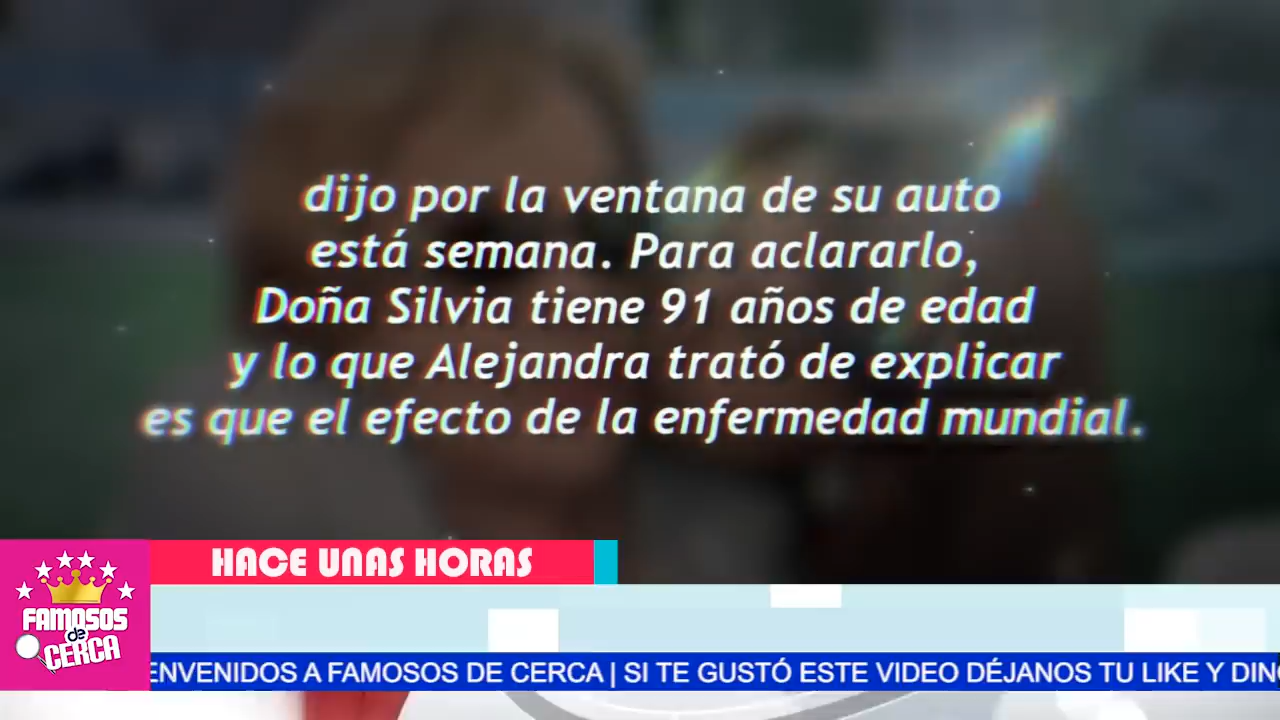 dijo por la ventana de su auto
está semana. Para aclararlo,
Doña Silvia tiene 91 años de edad
y lo que Alejandra trató de explicar
es que el efecto de la enfermedad mundial.
HACE UNAS HORAS
FAMOSOS
de
CERCA
ENVENIDOS A FAMOSOS DE CERCA | SI TE GUSTÓ ESTE VIDEO DÉJANOS TU LIKE Y DIN